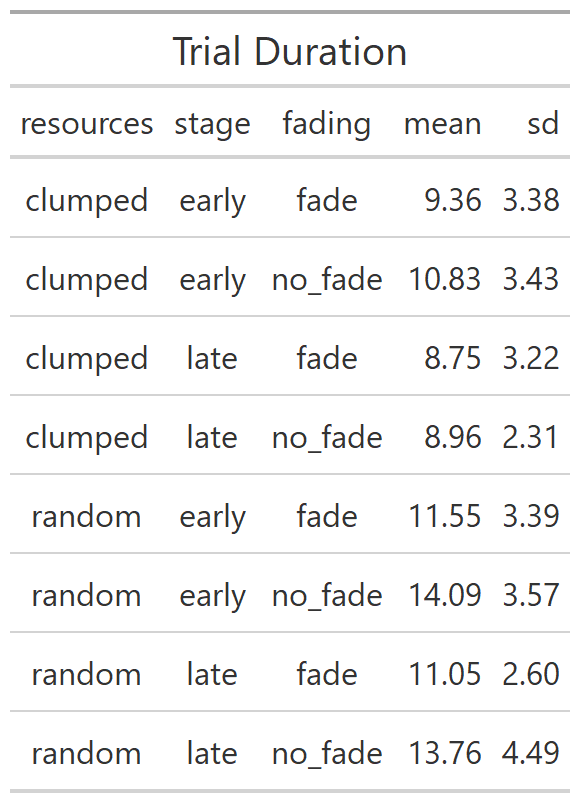 Trial Duration
resources stage fading mean sd
clumped early fade 9.36 3.38
clumped early no_fade 10.83 3.43
clumped late fade 8.75 3.22
clumped late no_fade 8.96 2.31
random early fade 11.55 3.39
random early no_fade 14.09 3.57
random late fade 11.05 2.60
random late no_fade 13.76 4.49